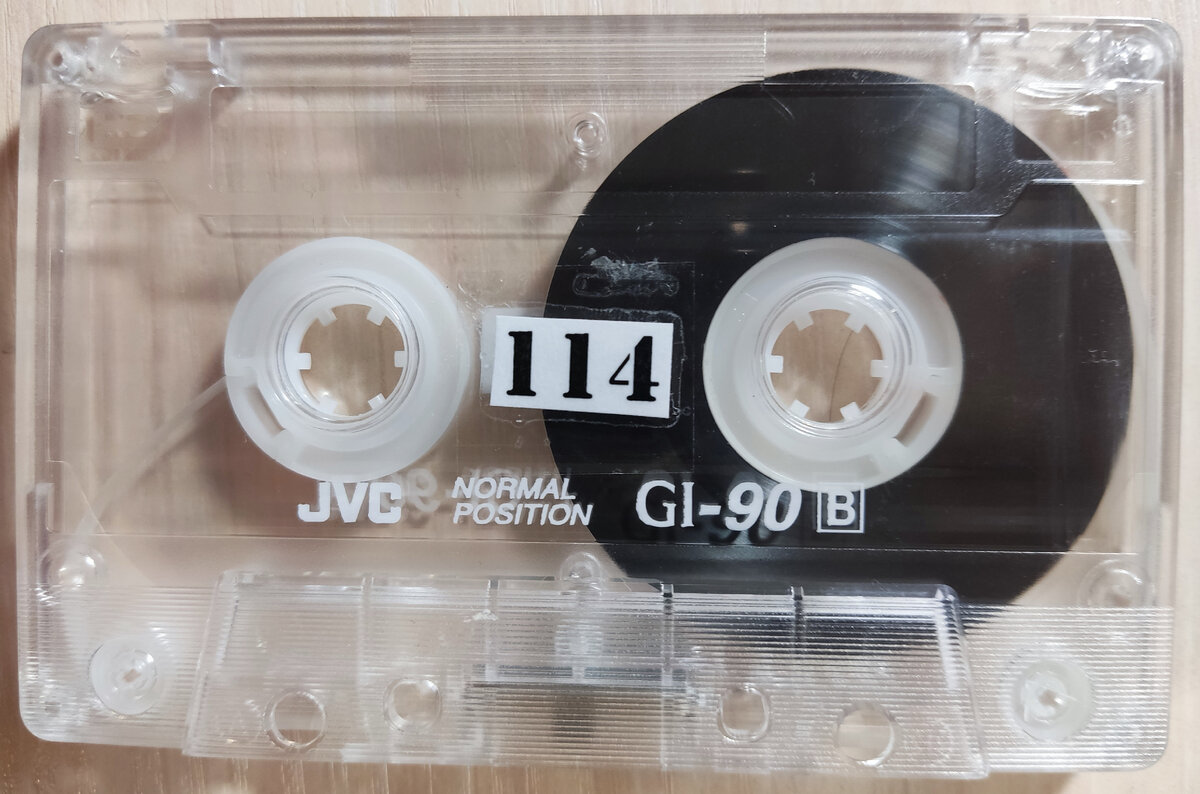 114
JVC NORMAL POSITION GI-90 B